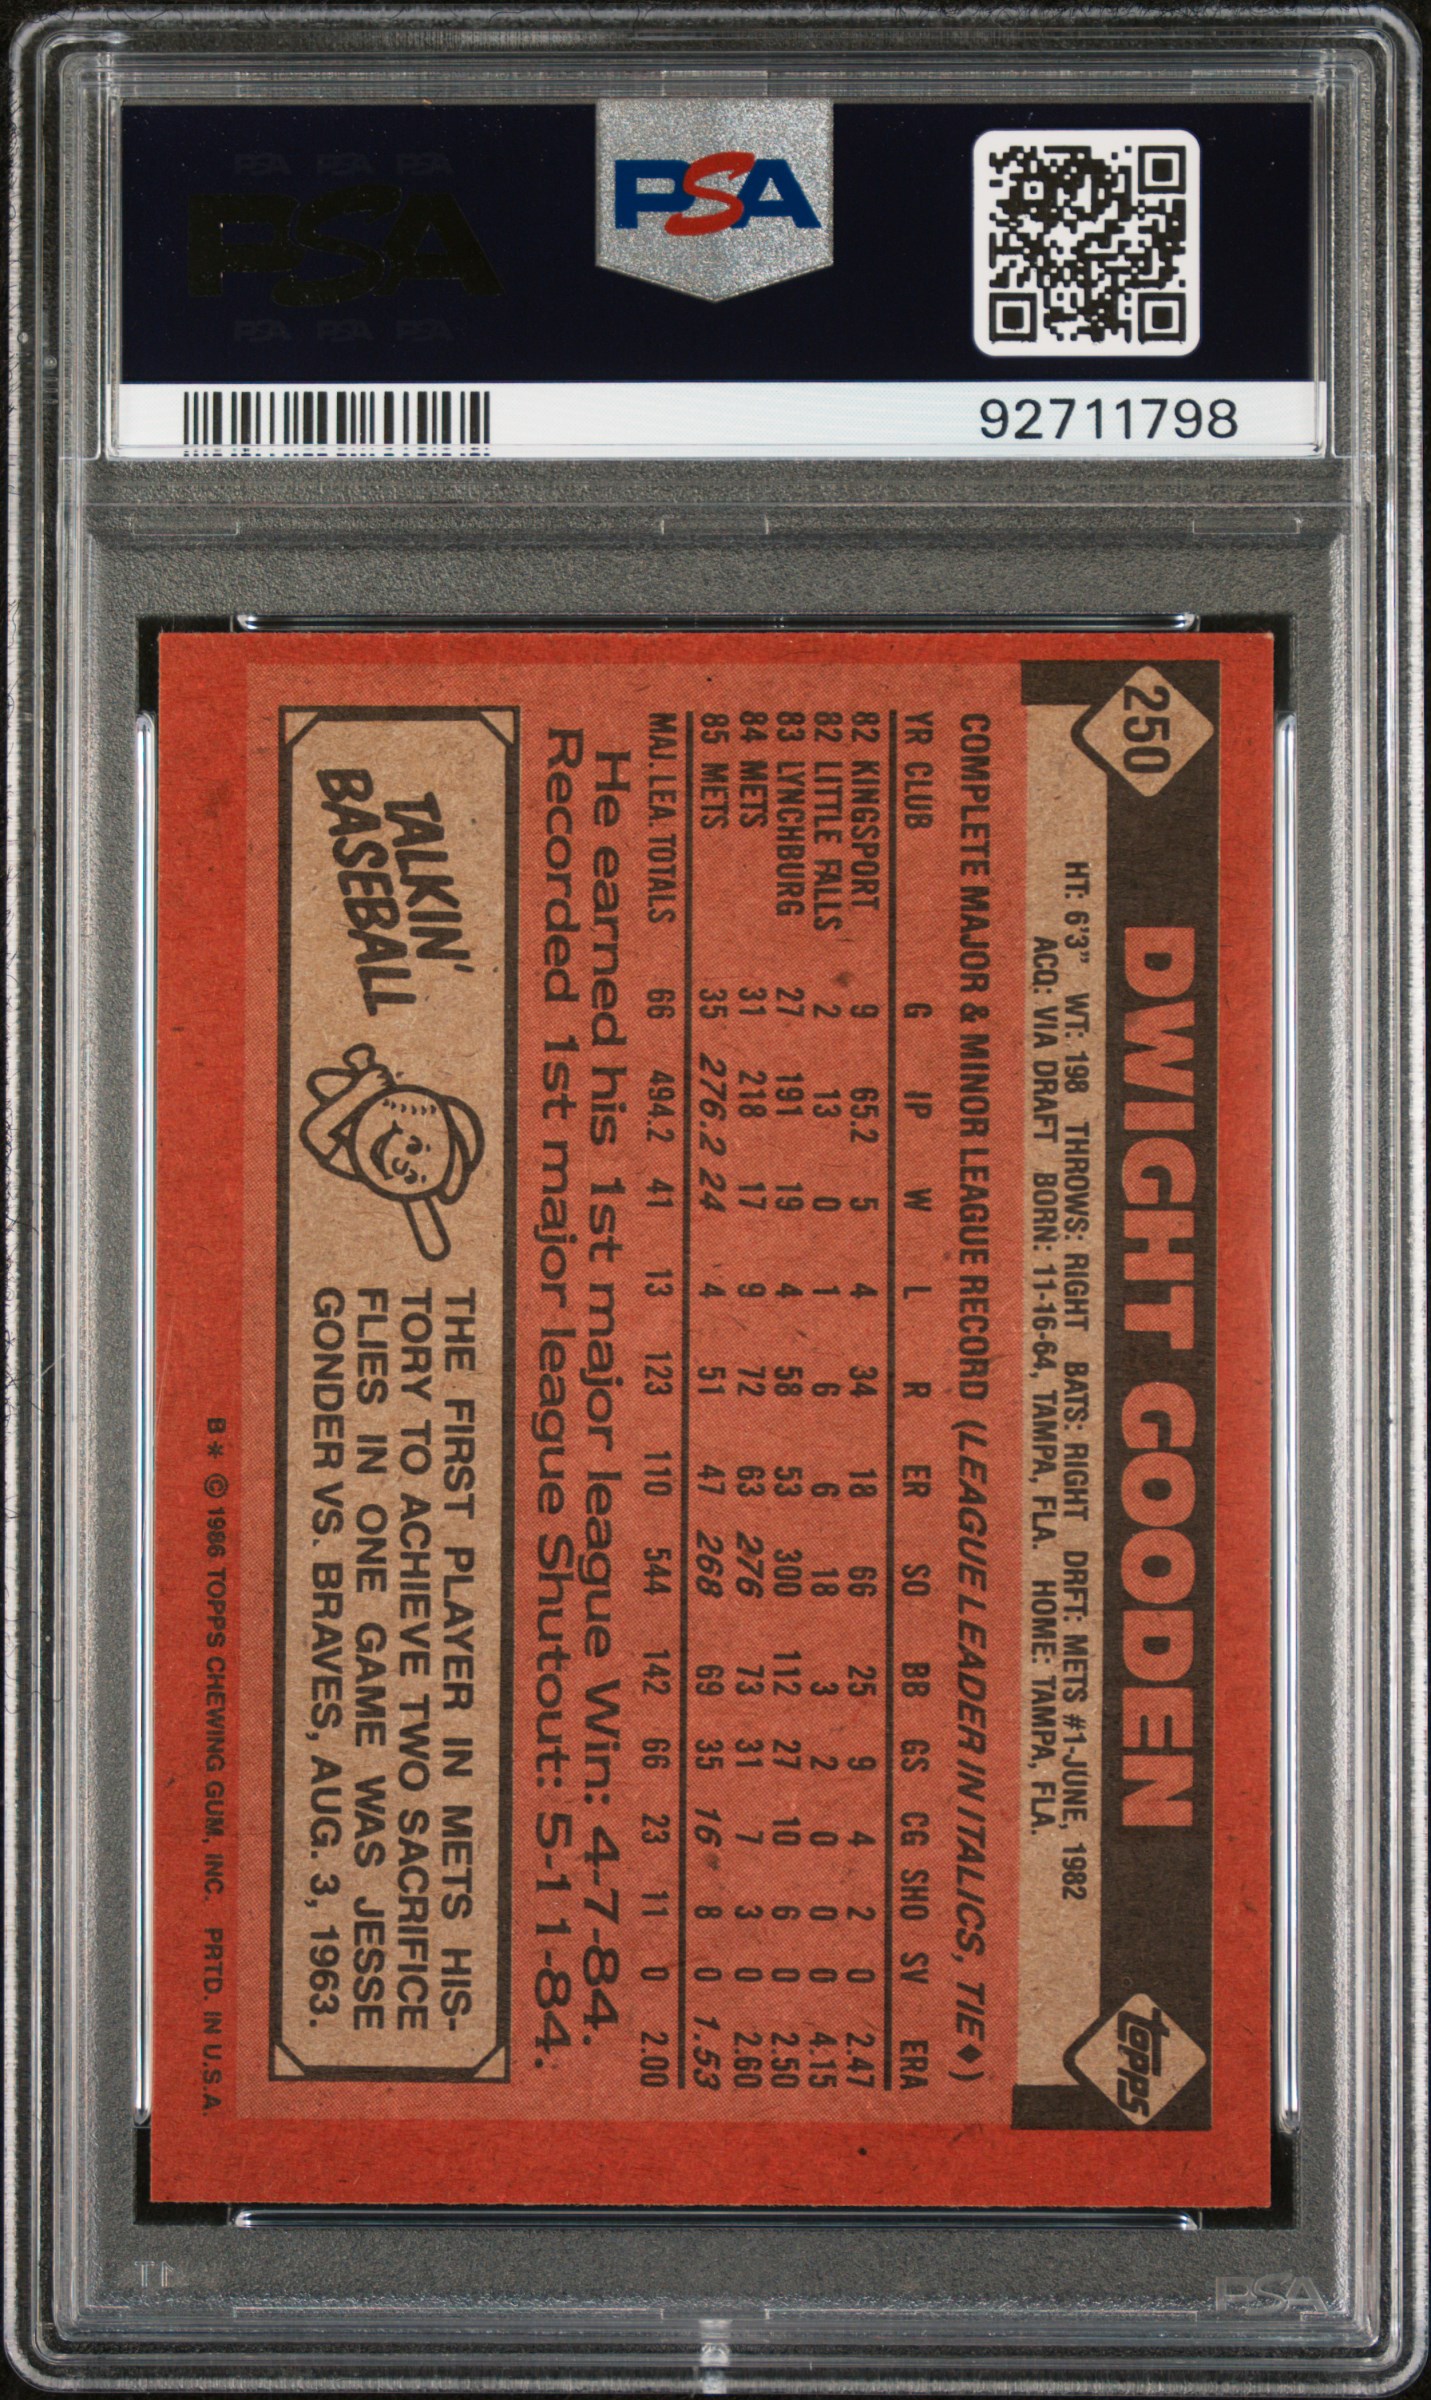 PSA PSA PSA
PSA
PSA PSA PSA
PSA
92711798
250
DWIGHT GOODEN
topps
HT: 6'3" WT: 198 THROWS: RIGHT BATS: RIGHT DRFT: METS #1-JUNE, 1982
ACQ: VIA DRAFT BORN: 11-16-64, TAMPA, FLA. HOME: TAMPA, FLA.
COMPLETE MAJOR & MINOR LEAGUE RECORD (LEAGUE LEADER IN ITALICS, TIE ♦)
YR CLUB G IP W L R ER SO BB GS CG SHO SV ERA
82 KINGSPORT 9 65.2 5 4 34 18 66 25 9 4 2 0 2.47
82 LITTLE FALLS 2 13 0 1 6 6 18 3 2 0 0 0 4.15
83 LYNCHBURG 27 191 19 4 58 53 300 112 27 10 6 0 2.50
84 METS 31 218 17 9 72 63 276 73 31 7 3 0 2.60
85 METS 35 276.2 24 4 51 47 268 69 35 16 8 0 1.53
MAJ. LEA. TOTALS 66 494.2 41 13 123 110 544 142 66 23 11 0 2.00
He earned his 1st major league Win: 4-7-84.
Recorded 1st major league Shutout: 5-11-84.
TALKIN'
BASEBALL
THE FIRST PLAYER IN METS HIS-
TORY TO ACHIEVE TWO SACRIFICE
FLIES IN ONE GAME WAS JESSE
GONDER VS. BRAVES, AUG. 3, 1963.
B* © 1986 TOPPS CHEWING GUM, INC. PRTD. IN U.S.A.
PSA